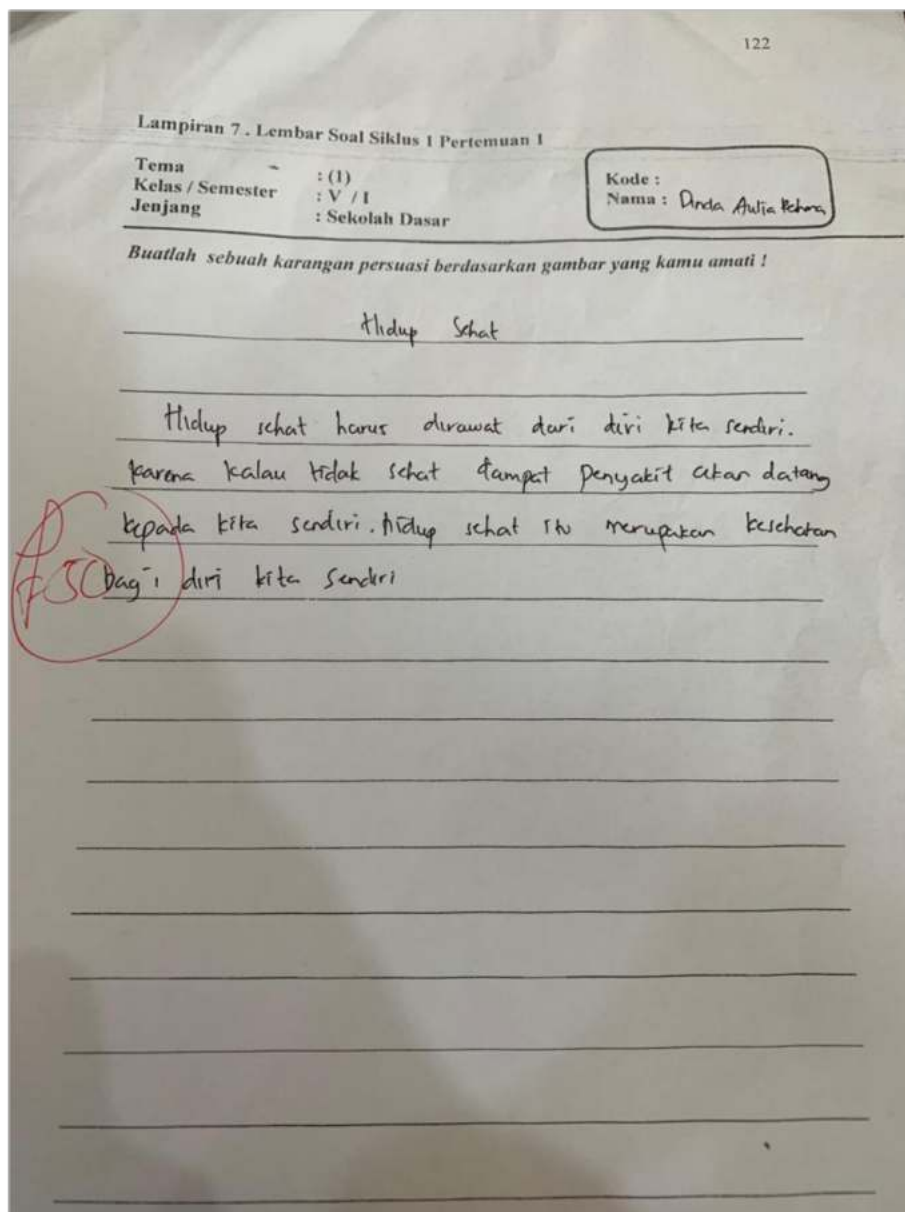 122
Lampiran 7 . Lembar Soal Siklus 1 Pertemuan 1
Tema : (1)
Kelas / Semester : V / 1
Jenjang : Sekolah Dasar
Kode :
Nama : Dinda Aulia
Buatlah sebuah karangan persuasi berdasarkan gambar yang kamu amati !
Hidup Sehat
Hidup sehat harus dirawat dari diri kita sendiri.
karena kalau tidak sehat dampat penyakit akan datang
kepada kita sendiri. hidup sehat itu merupakan kesehatan
bagi diri kita sendiri
50